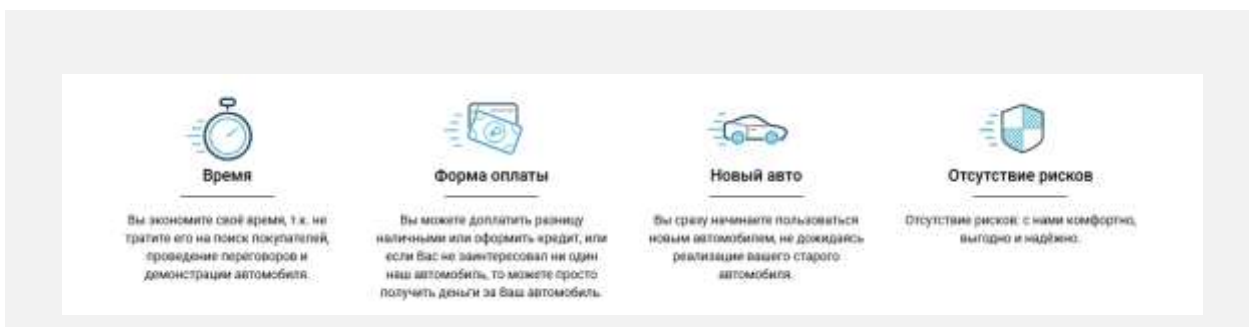 Время
Вы экономите своё время, т.к. не
тратите его на поиск покупателей,
проведение переговоров и
демонстрации автомобиля.
Форма оплаты
Вы можете доплатить разницу
наличными или оформить кредит, или
если Вас не заинтересовал ни один
наш автомобиль, то можете просто
получить деньги за Ваш автомобиль.
Новый авто
Вы сразу начинаете пользоваться
новым автомобилем, не дожидаясь
реализации вашего старого
автомобиля.
Отсутствие рисков
Отсутствие рисков: с нами комфортно,
выгодно и надёжно.